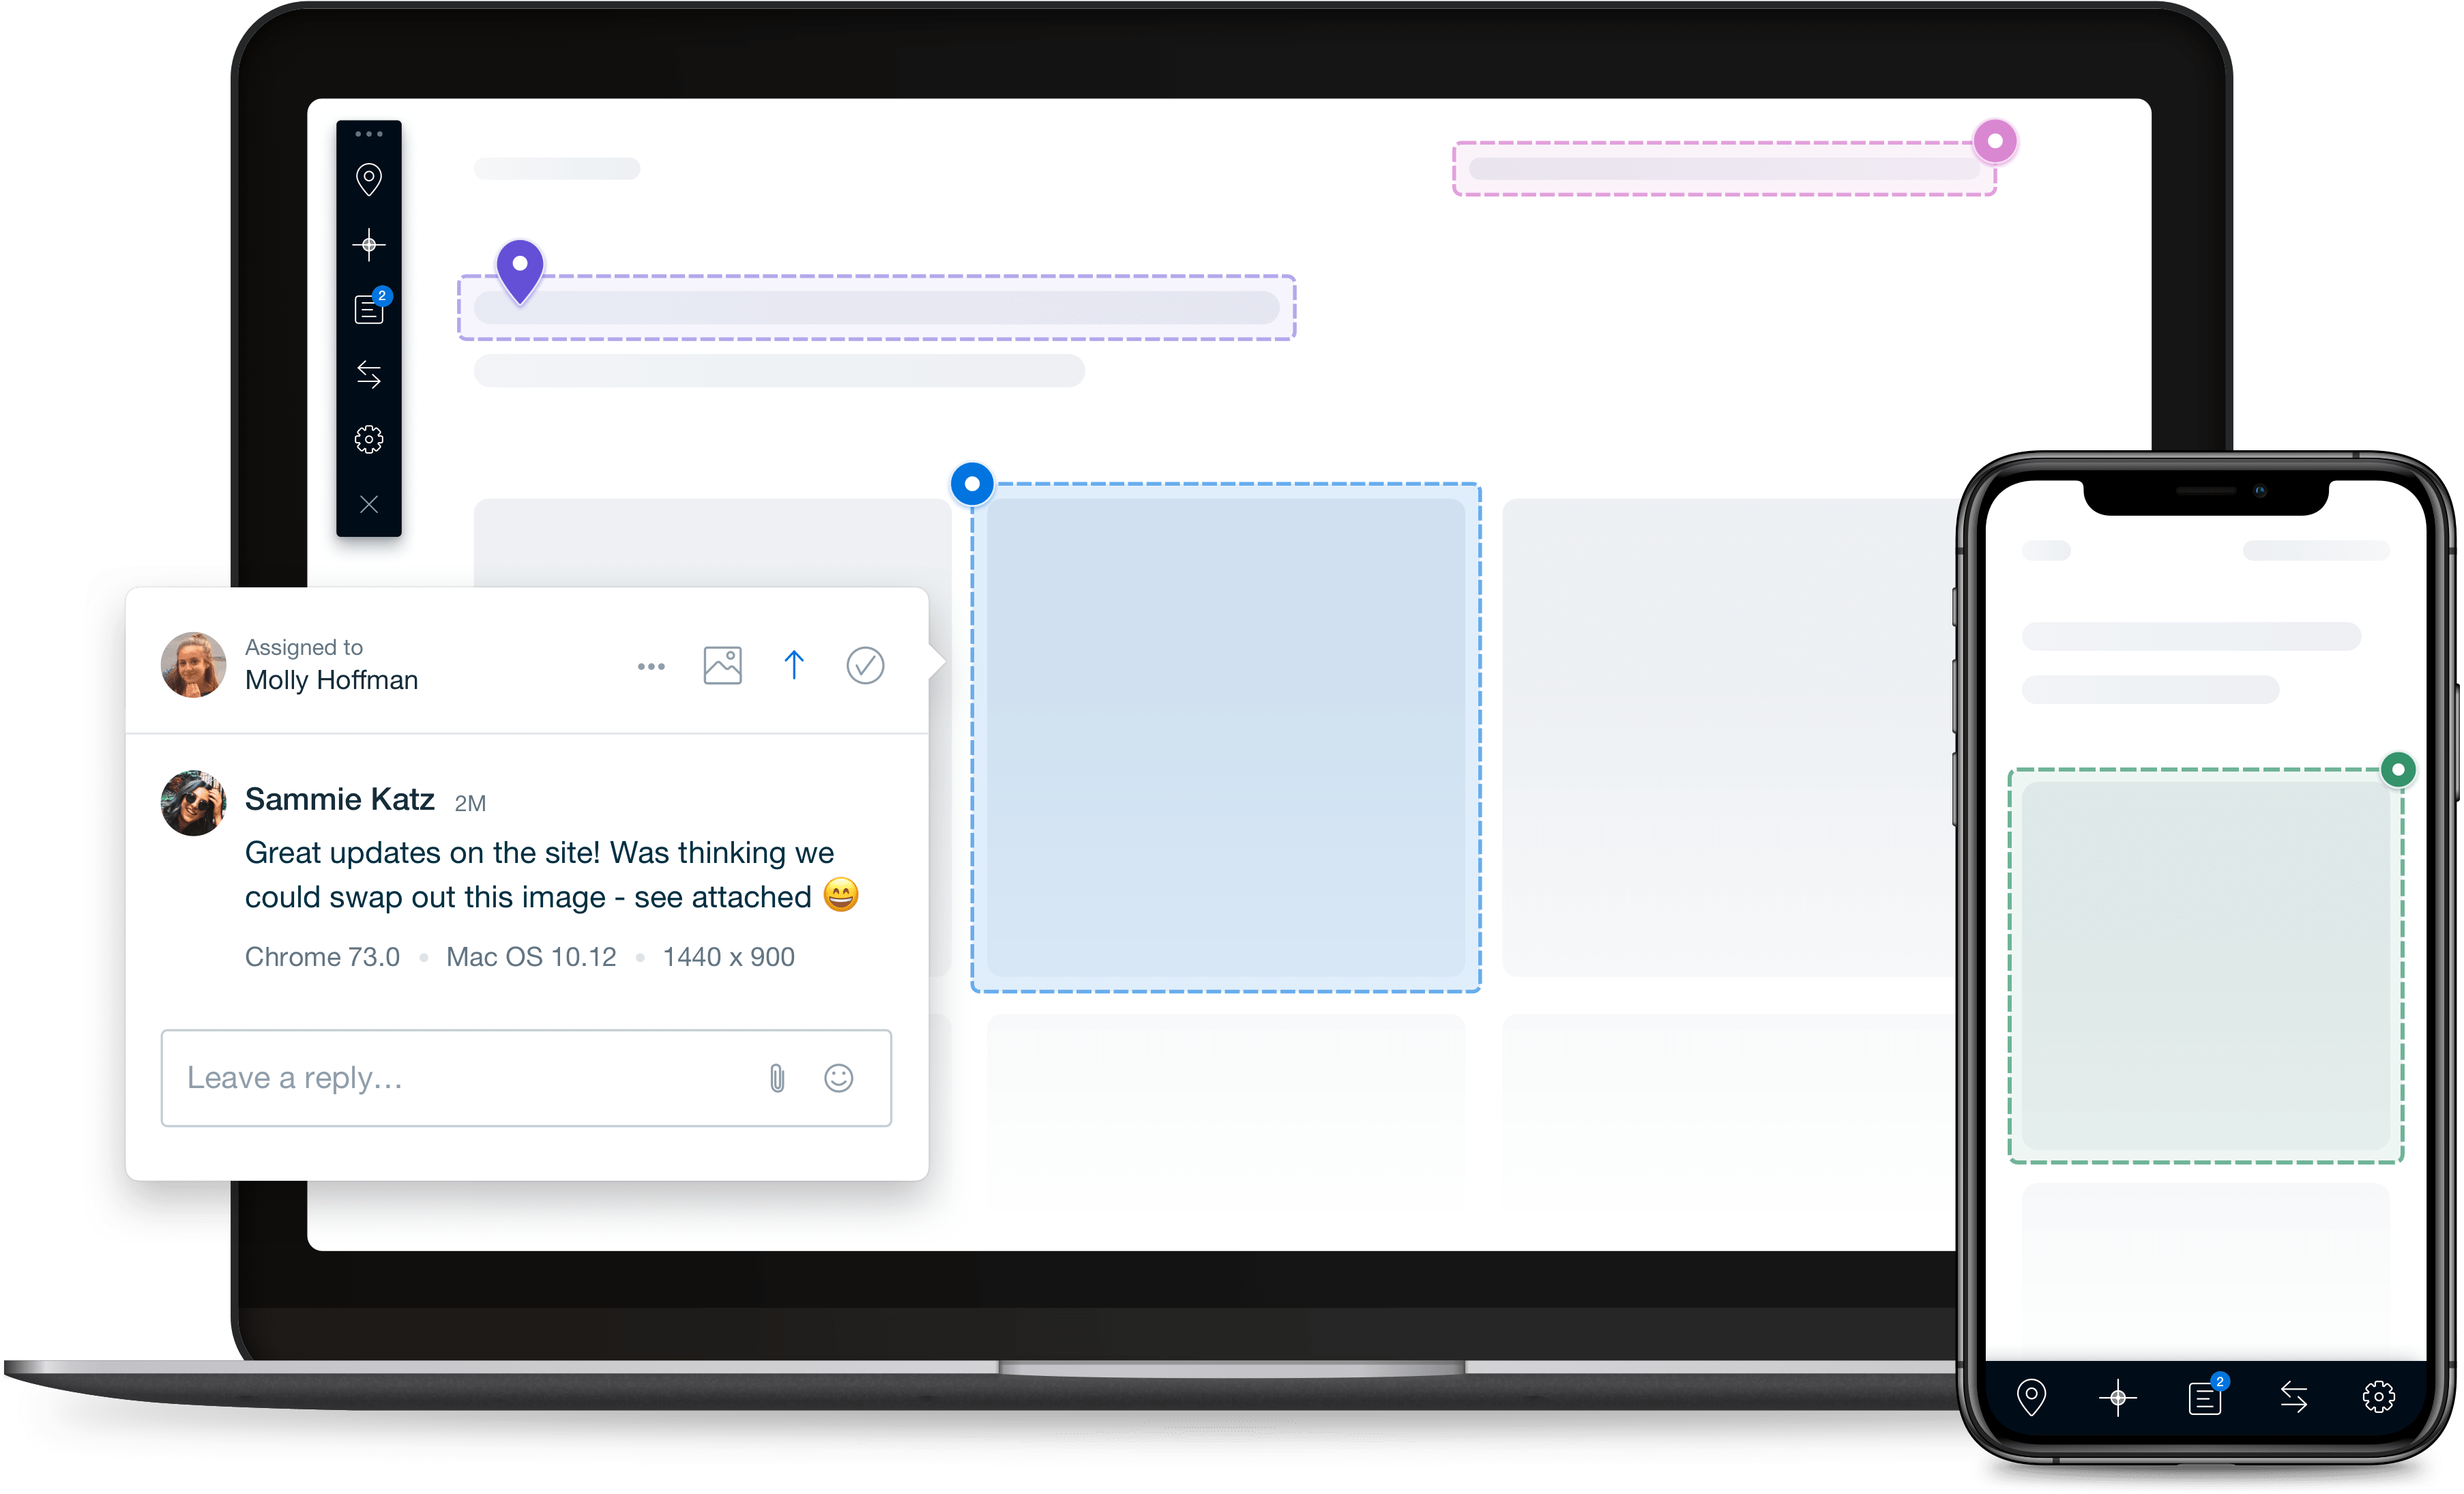 2
Assigned to
Molly Hoffman
Sammie Katz 2M
Great updates on the site! Was thinking we
could swap out this image - see attached 😄
Chrome 73.0 • Mac OS 10.12 • 1440 x 900
Leave a reply...
2